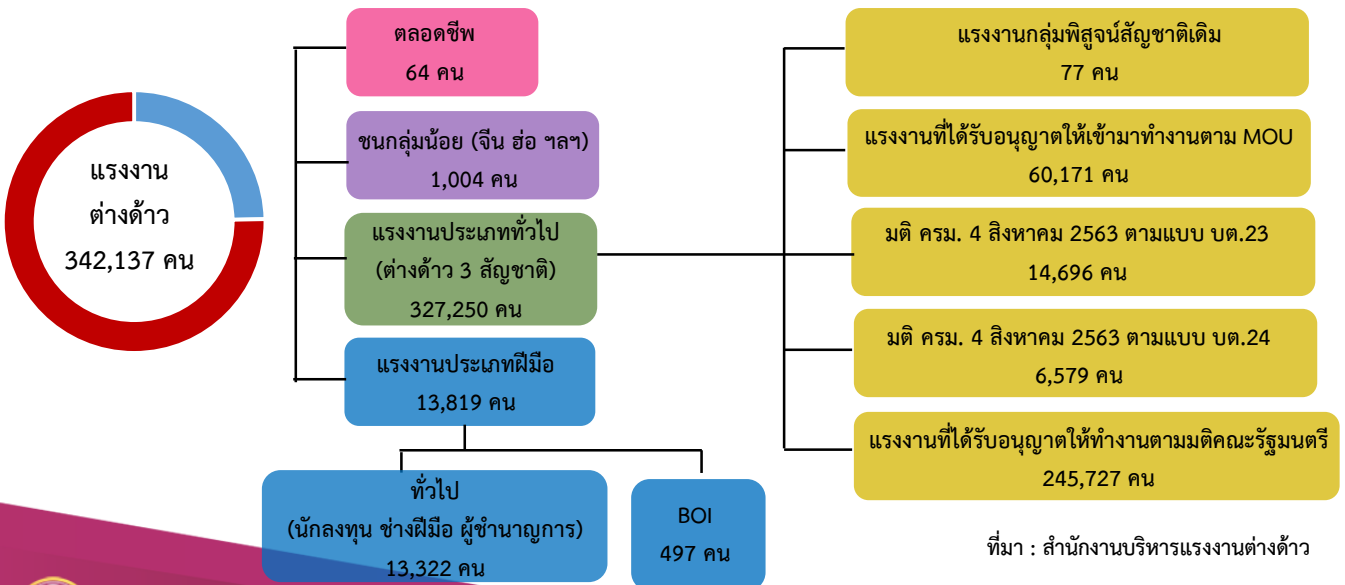 แรงงาน
ต่างด้าว
342,137 คน
ตลอดชีพ
64 คน
ชนกลุ่มน้อย (จีน ฮ่อ ฯลฯ)
1,004 คน
แรงงานประเภททั่วไป
(ต่างด้าว 3 สัญชาติ)
327,250 คน
แรงงานประเภทฝีมือ
13,819 คน
ทั่วไป
(นักลงทุน ช่างฝีมือ ผู้ชำนาญการ)
13,322 คน
BOI
497 คน
แรงงานกลุ่มพิสูจน์สัญชาติเดิม
77 คน
แรงงานที่ได้รับอนุญาตให้เข้ามาทำงานตาม MOU
60,171 คน
มติ ครม. 4 สิงหาคม 2563 ตามแบบ บต.23
14,696 คน
มติ ครม. 4 สิงหาคม 2563 ตามแบบ บต.24
6,579 คน
แรงงานที่ได้รับอนุญาตให้ทำงานตามมติคณะรัฐมนตรี
245,727 คน
ที่มา : สำนักงานบริหารแรงงานต่างด้าว